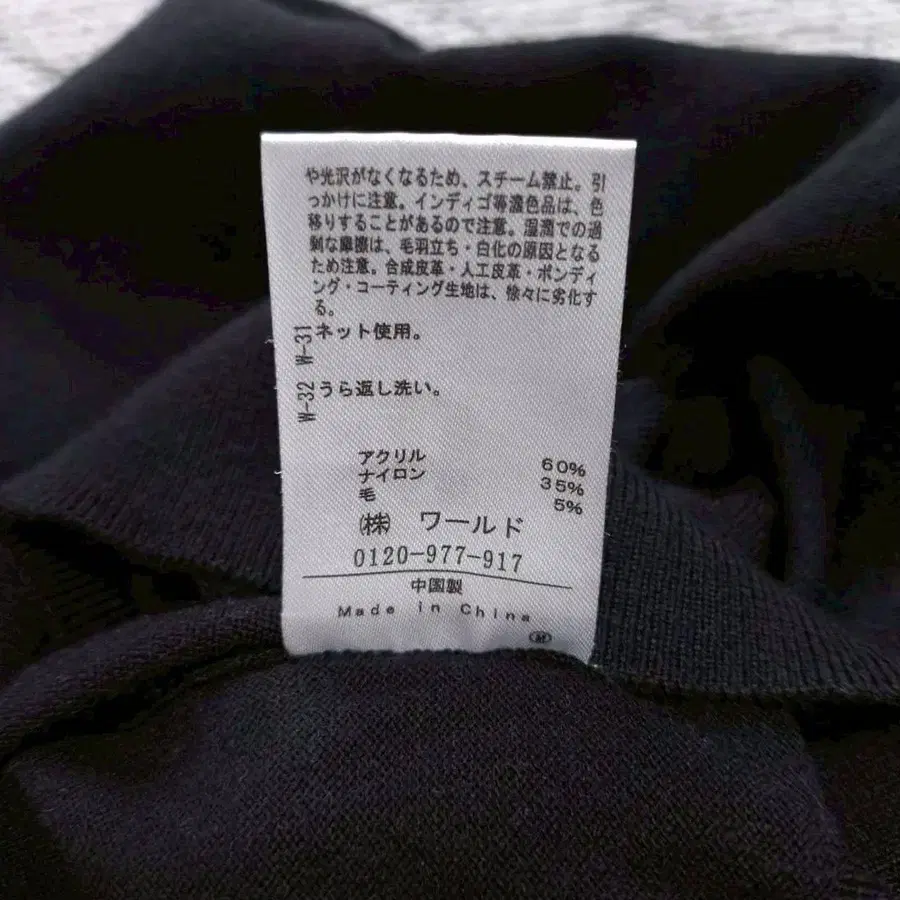 や光沢がなくなるため、スチーム禁止。引
っかけに注意。インディゴ等濃色品は、色
移りすることがあるので注意。湿潤での過
剰な摩擦は、毛羽立ち・白化の原因となる
ため注意。合成皮革・人工皮革・ボンディ
ング・コーティング生地は、徐々に劣化す
る。
W-31 ネット使用。
W-32 うら返し洗い。
アクリル 60%
ナイロン 35%
毛 5%
㈱ ワールド
0120-977-917
中国製
Made in China
M